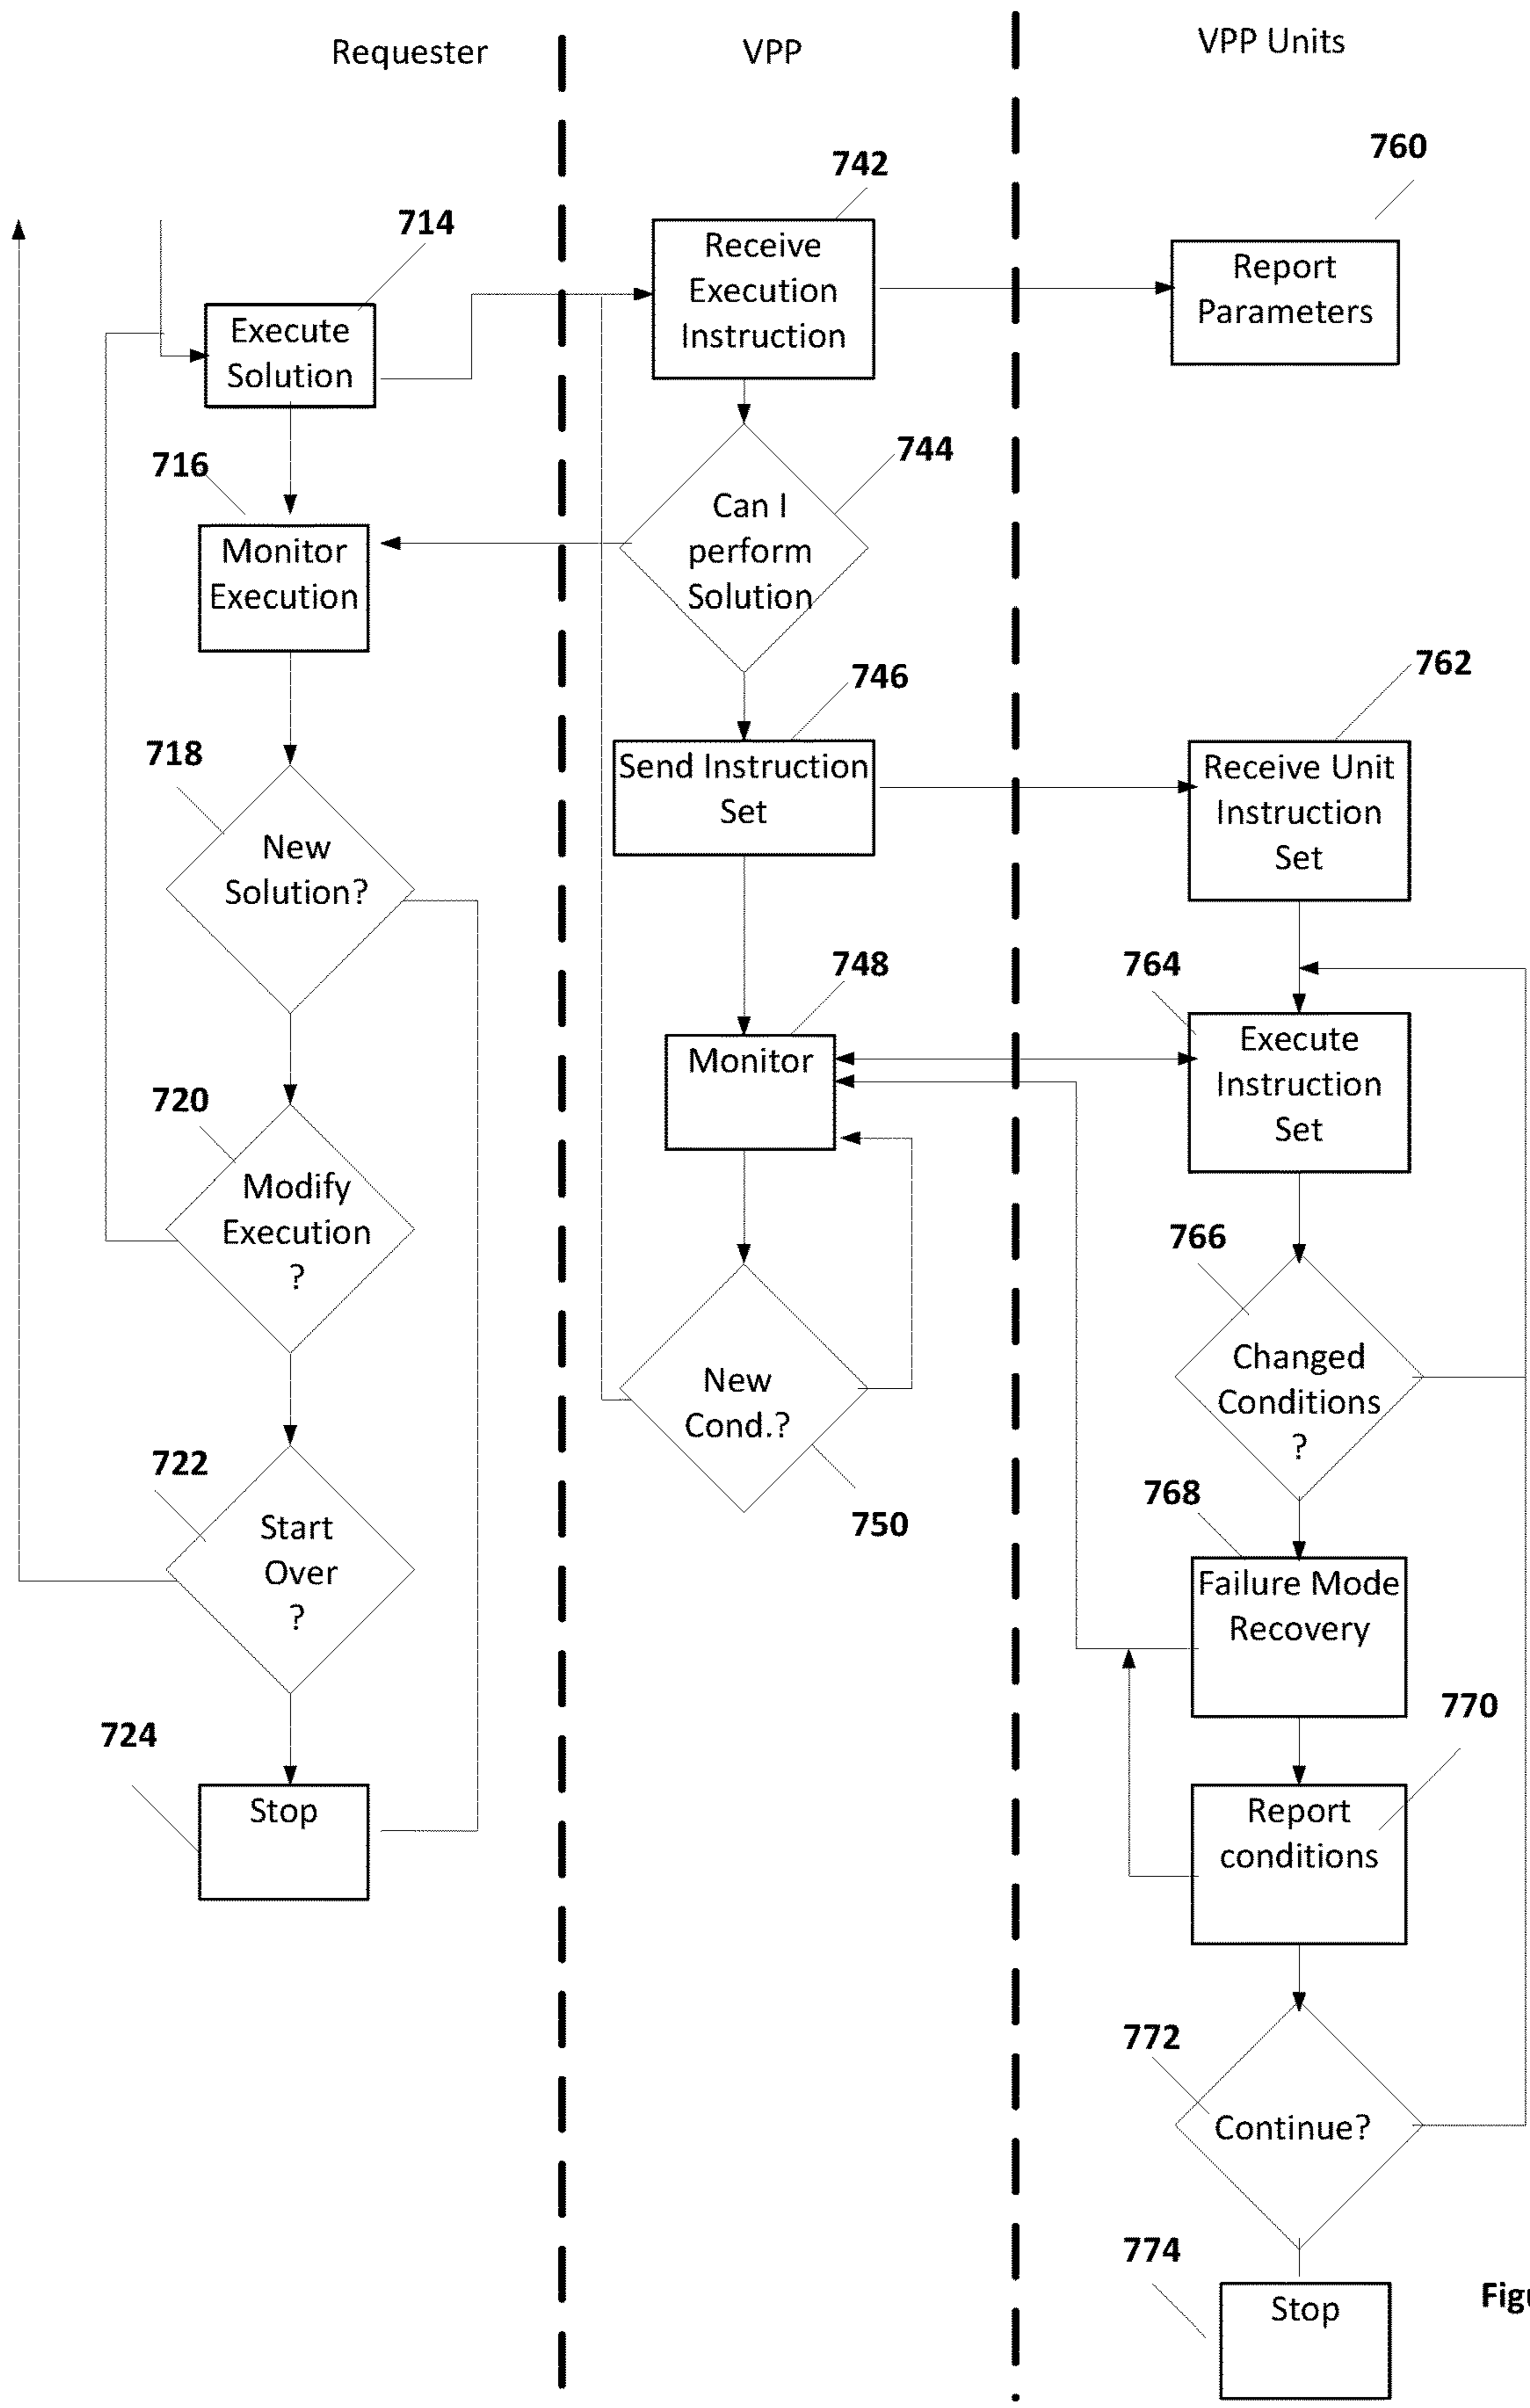 Requester
VPP
VPP Units
714
Execute
Solution
716
Monitor
Execution
718
New
Solution?
720
Modify
Execution
?
722
Start
Over
?
724
Stop
742
Receive
Execution
Instruction
744
Can I
perform
Solution
746
Send Instruction
Set
748
Monitor
New
Cond.?
750
760
Report
Parameters
762
Receive Unit
Instruction
Set
764
Execute
Instruction
Set
766
Changed
Conditions
?
768
Failure Mode
Recovery
770
Report
conditions
772
Continue?
774
Stop